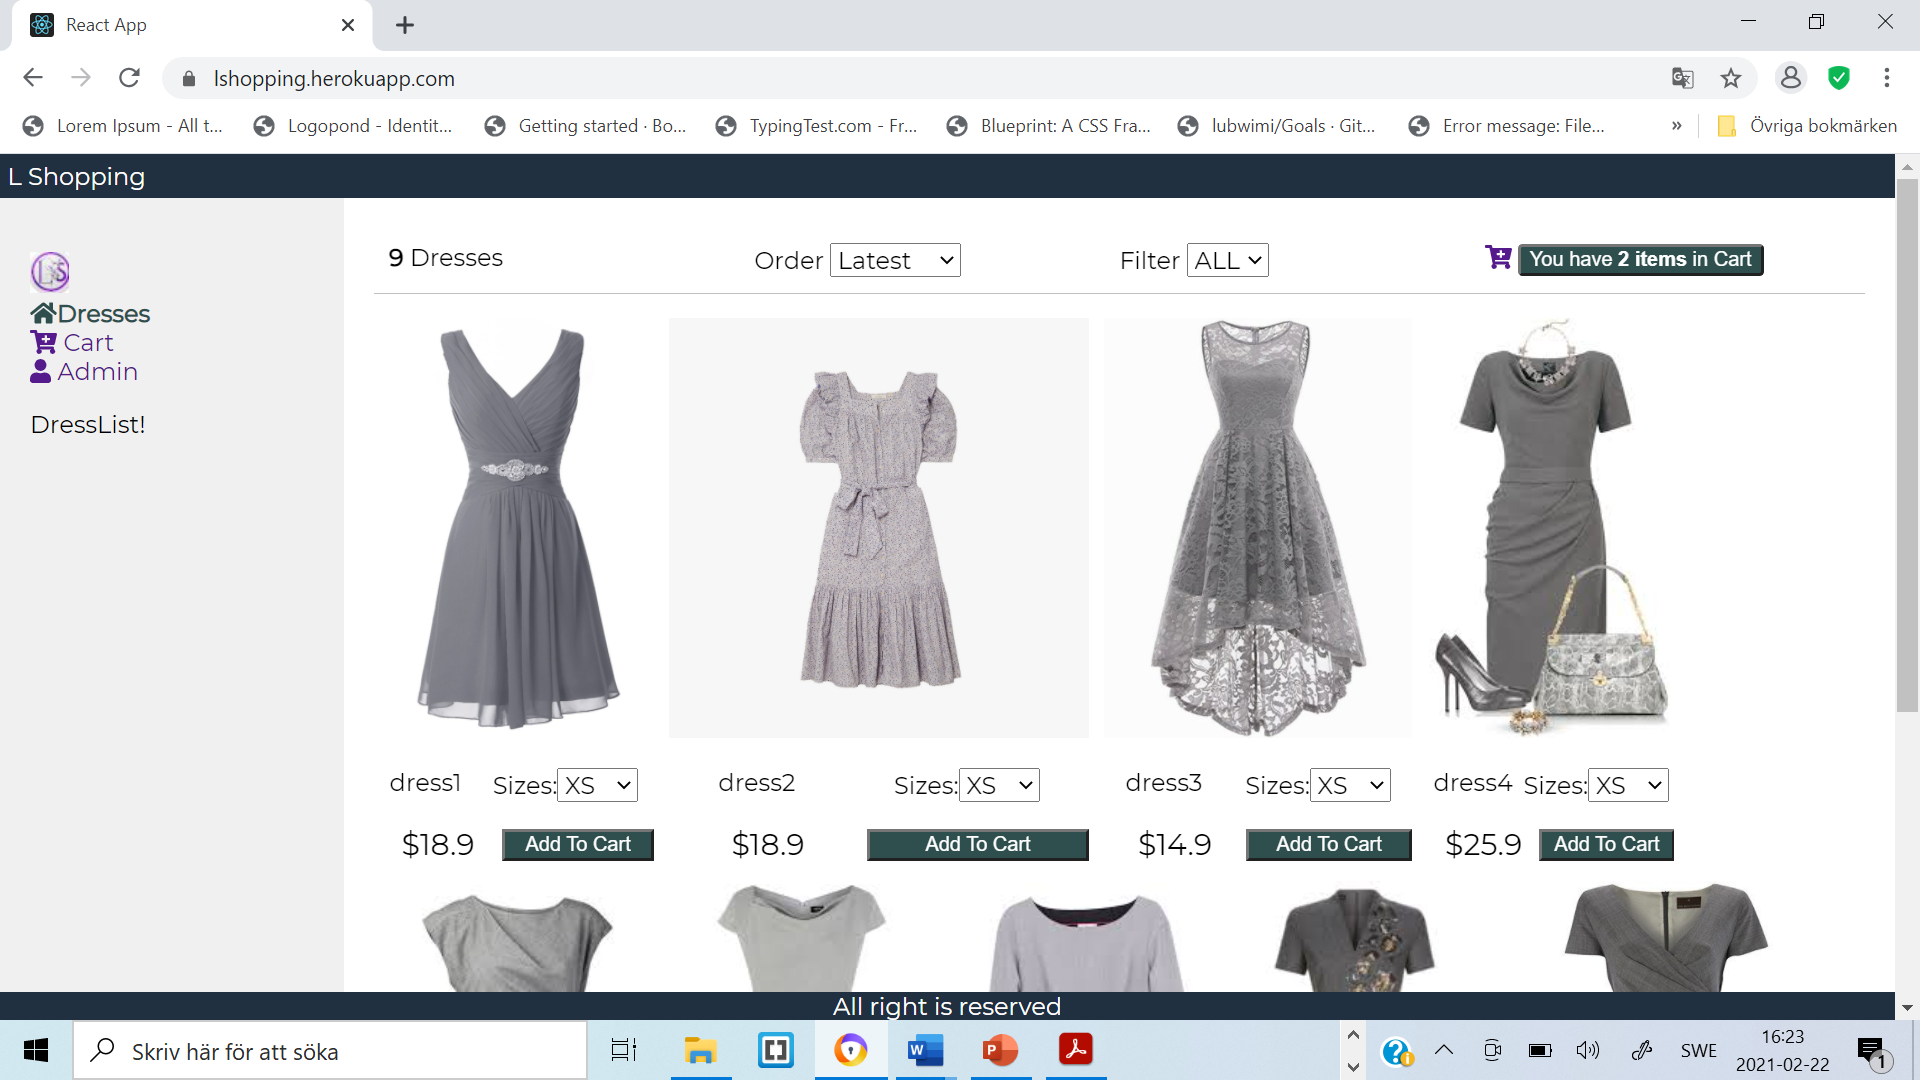 React App
lshopping.herokuapp.com
Lorem Ipsum - All t...
Logopond - Identit...
Getting started · Bo...
TypingTest.com - Fr...
Blueprint: A CSS Fra...
lubwimi/Goals · Git...
Error message: File...
»
Övriga bokmärken
L Shopping
LS
Dresses
Cart
Admin
DressList!
9 Dresses
Order Latest
Filter ALL
You have 2 items in Cart
dress1 Sizes: XS
$18.9 Add To Cart
dress2 Sizes: XS
$18.9 Add To Cart
dress3 Sizes: XS
$14.9 Add To Cart
dress4 Sizes: XS
$25.9 Add To Cart
All right is reserved
Skriv här för att söka
W
P
SWE
16:23
2021-02-22
1